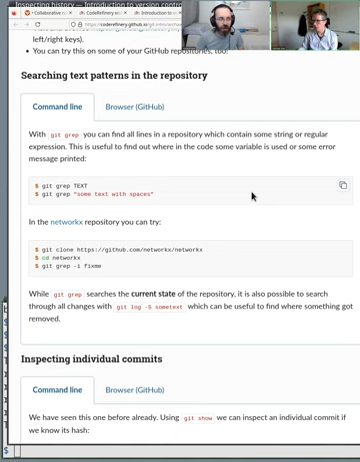 Inspecting history — Introduction to version contro
Collaborative n
CodeRefinery w
Introduction to v
https://coderefinery.github.io/git-intro/archae
left/right keys).
• You can try this on some of your GitHub repositories, too!
Searching text patterns in the repository
Command line
Browser (GitHub)
With git grep you can find all lines in a repository which contain some string or regular
expression. This is useful to find out where in the code some variable is used or some error
message printed:
$ git grep TEXT
$ git grep "some text with spaces"
In the networkx repository you can try:
$ git clone https://github.com/networkx/networkx
$ cd networkx
$ git grep -i fixme
While git grep searches the current state of the repository, it is also possible to search
through all changes with git log -S sometext which can be useful to find where something got
removed.
Inspecting individual commits
Command line
Browser (GitHub)
We have seen this one before already. Using git show we can inspect an individual commit if
we know its hash:
$